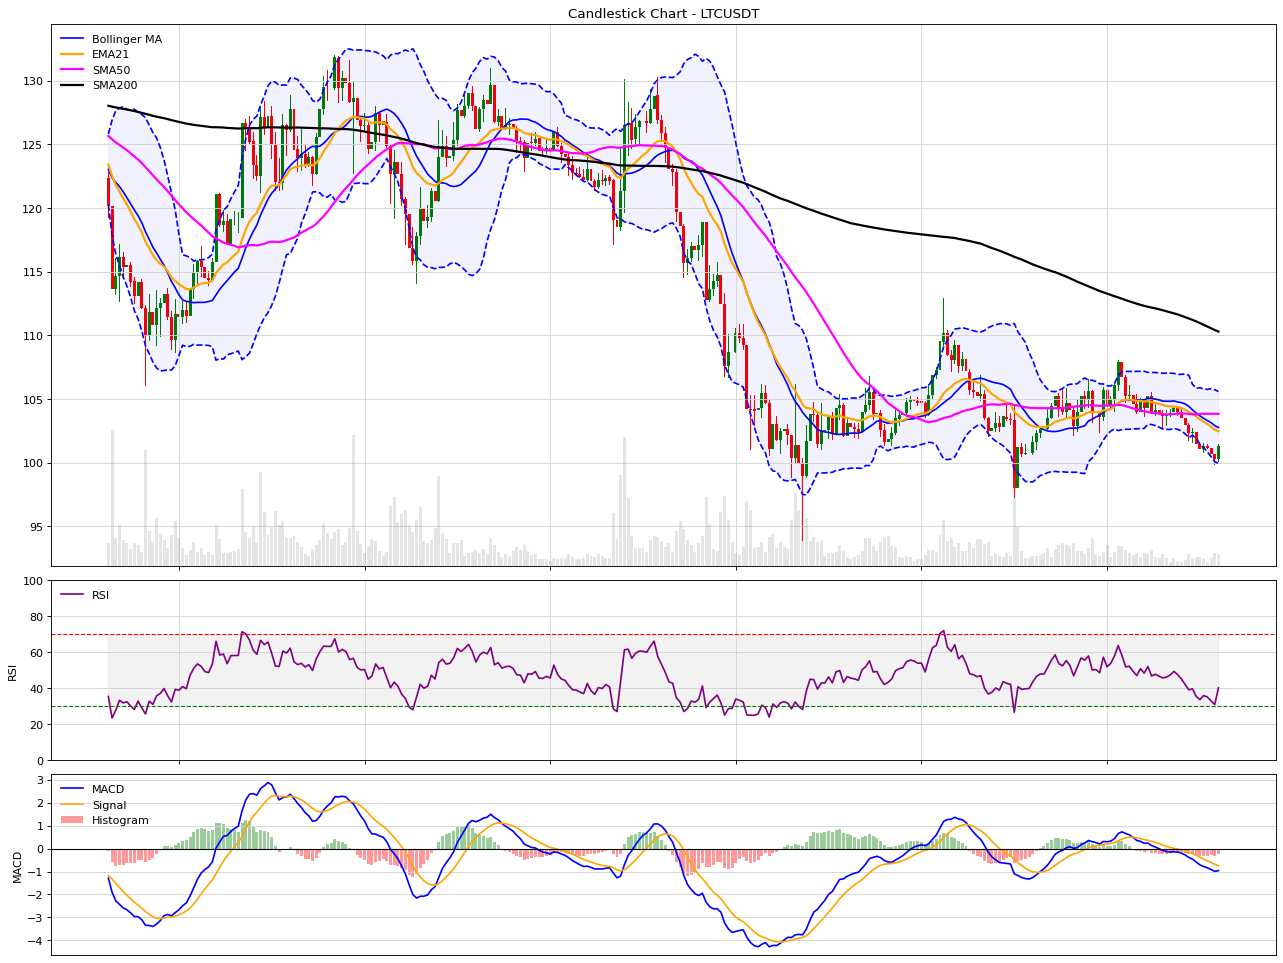 Candlestick Chart - LTCUSDT
Bollinger MA
EMA21
SMA50
SMA200
130
125
120
115
110
105
100
95
100
80
60
40
20
0
RSI
RSI
3
2
1
0
−1
−2
−3
−4
MACD
MACD
Signal
Histogram